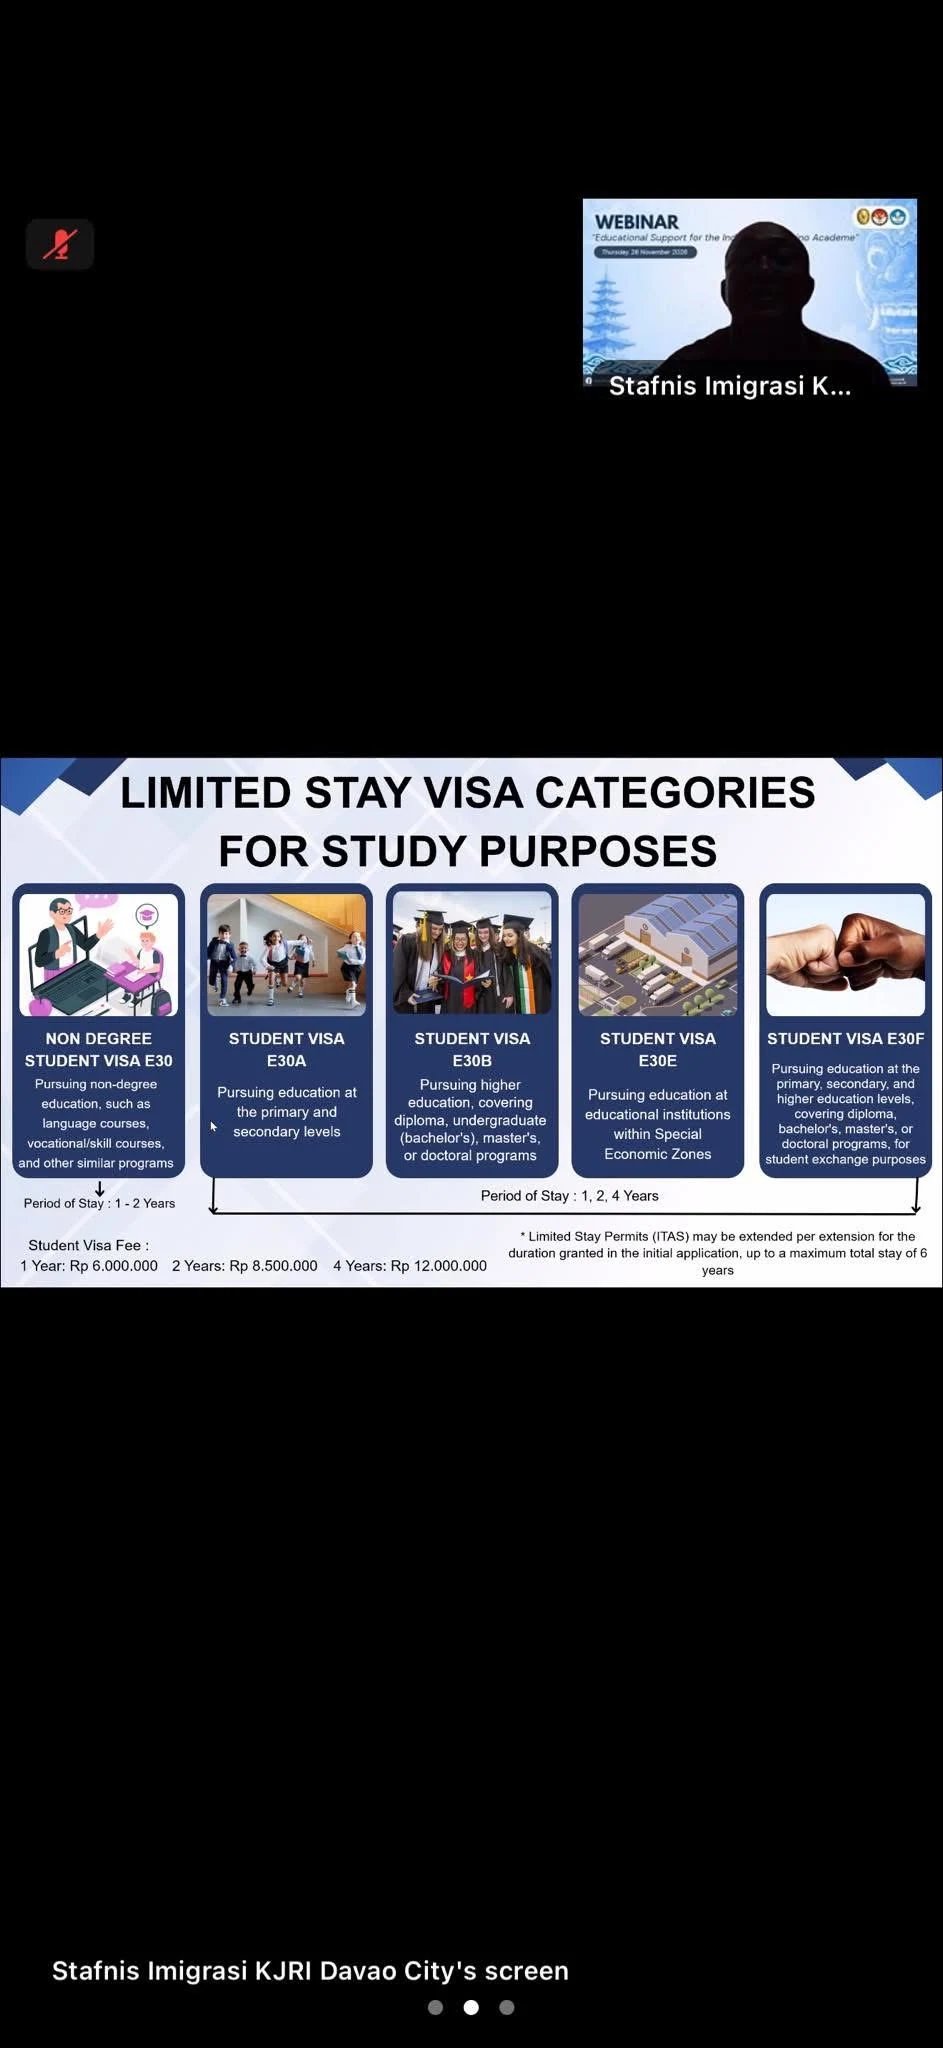 WEBINAR
"Educational Support for the Ind
no Academe"
Thursday 26 November 2026
Stafnis Imigrasi K...
LIMITED STAY VISA CATEGORIES
FOR STUDY PURPOSES
NON DEGREE
STUDENT VISA E30
Pursuing non-degree
education, such as
language courses,
vocational/skill courses,
and other similar programs
STUDENT VISA
E30A
Pursuing education at
the primary and
secondary levels
STUDENT VISA
E30B
Pursuing higher
education, covering
diploma, undergraduate
(bachelor's), master's,
or doctoral programs
STUDENT VISA
E30E
Pursuing education at
educational institutions
within Special
Economic Zones
STUDENT VISA E30F
Pursuing education at the
primary, secondary, and
higher education levels,
covering diploma,
bachelor's, master's, or
doctoral programs, for
student exchange purposes
Period of Stay : 1 - 2 Years
Period of Stay : 1, 2, 4 Years
Student Visa Fee :
1 Year: Rp 6.000.000 2 Years: Rp 8.500.000 4 Years: Rp 12.000.000
* Limited Stay Permits (ITAS) may be extended per extension for the
duration granted in the initial application, up to a maximum total stay of 6
years
Stafnis Imigrasi KJRI Davao City's screen